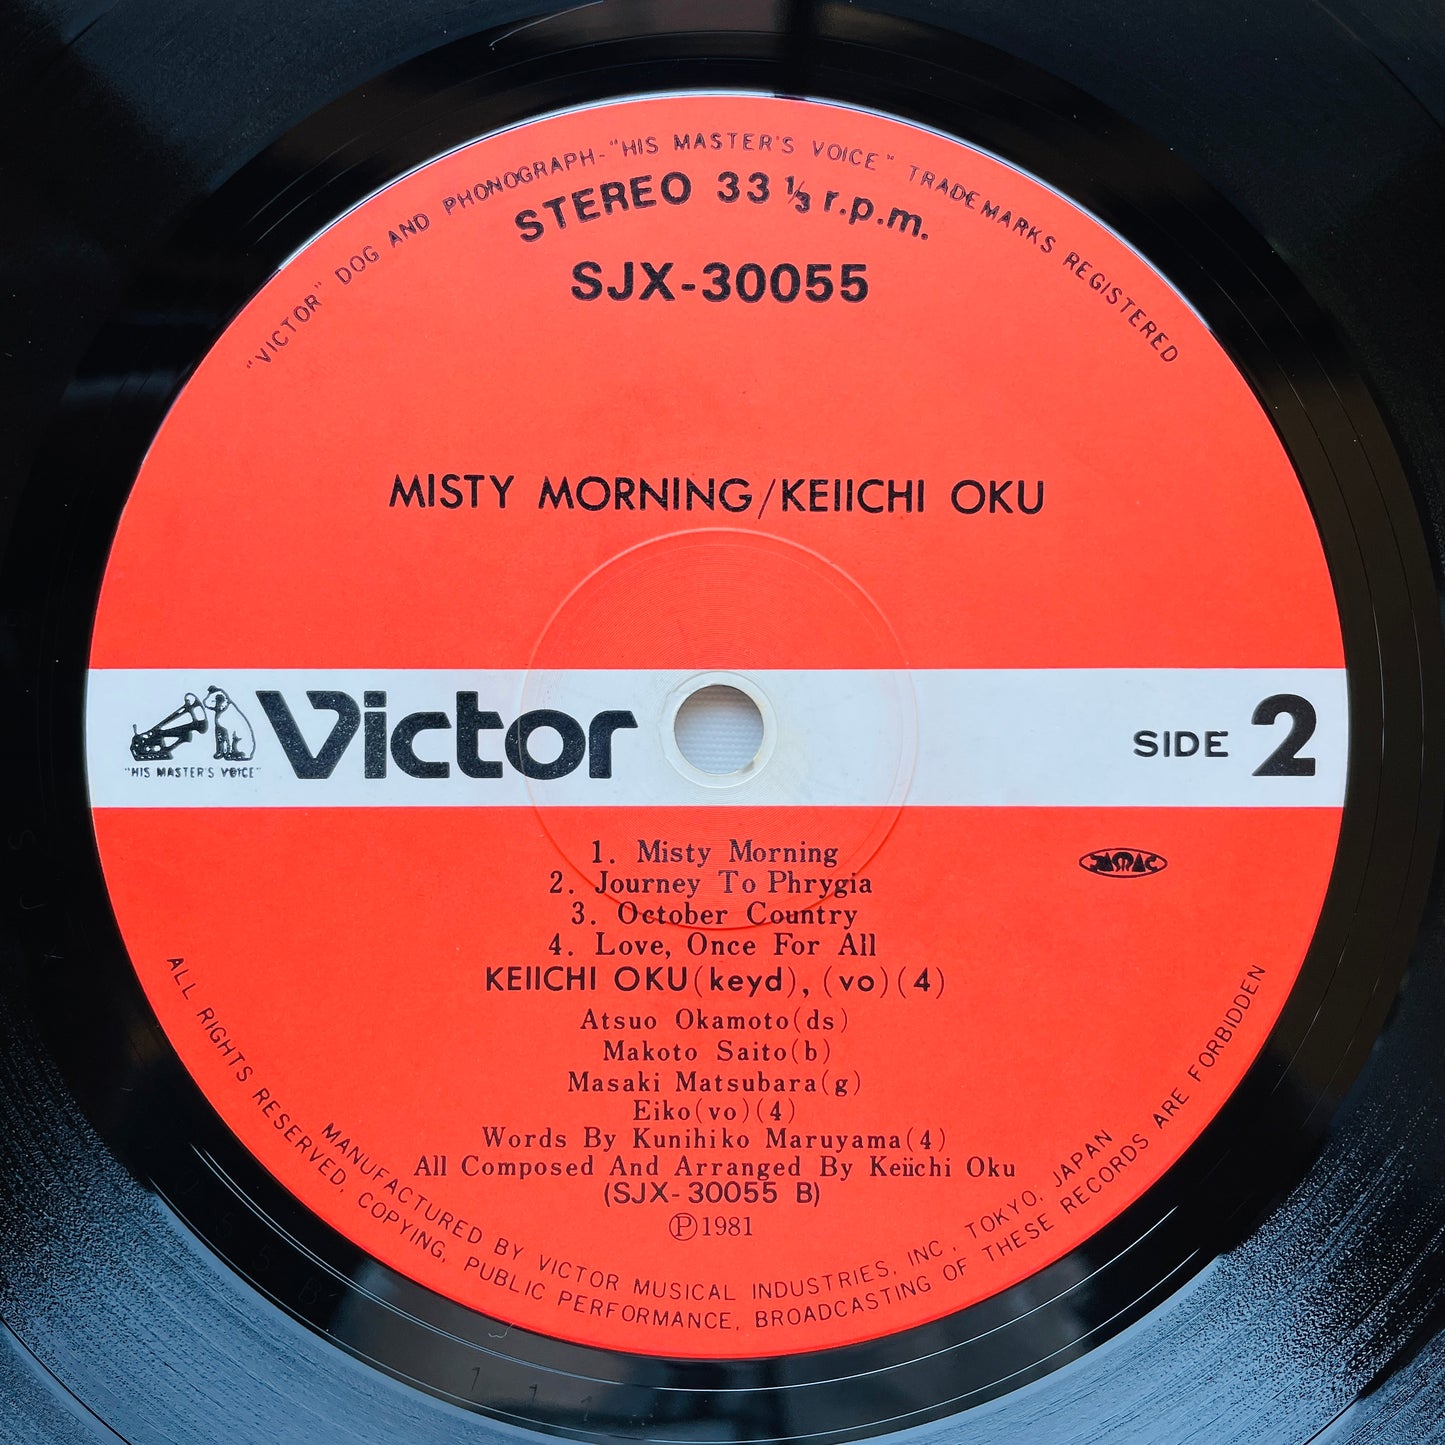 "VICTOR" DOG AND PHONOGRAPH-"HIS MASTER'S VOICE" TRADEMARKS REGISTERED
STEREO 33 ⅓ r.p.m.
SJX-30055
MISTY MORNING/KEIICHI OKU
"HIS MASTER'S VOICE"
Victor
SIDE 2
JASRAC
1. Misty Morning
2. Journey To Phrygia
3. October Country
4. Love, Once For All
KEIICHI OKU(keyd), (vo)(4)
Atsuo Okamoto(ds)
Makoto Saito(b)
Masaki Matsubara(g)
Eiko(vo)(4)
Words By Kunihiko Maruyama(4)
All Composed And Arranged By Keiichi Oku
(SJX-30055 B)
Ⓟ1981
MANUFACTURED BY VICTOR MUSICAL INDUSTRIES, INC, TOKYO, JAPAN
ALL RIGHTS RESERVED, COPYING, PUBLIC PERFORMANCE, BROADCASTING OF THESE RECORDS ARE FORBIDDEN